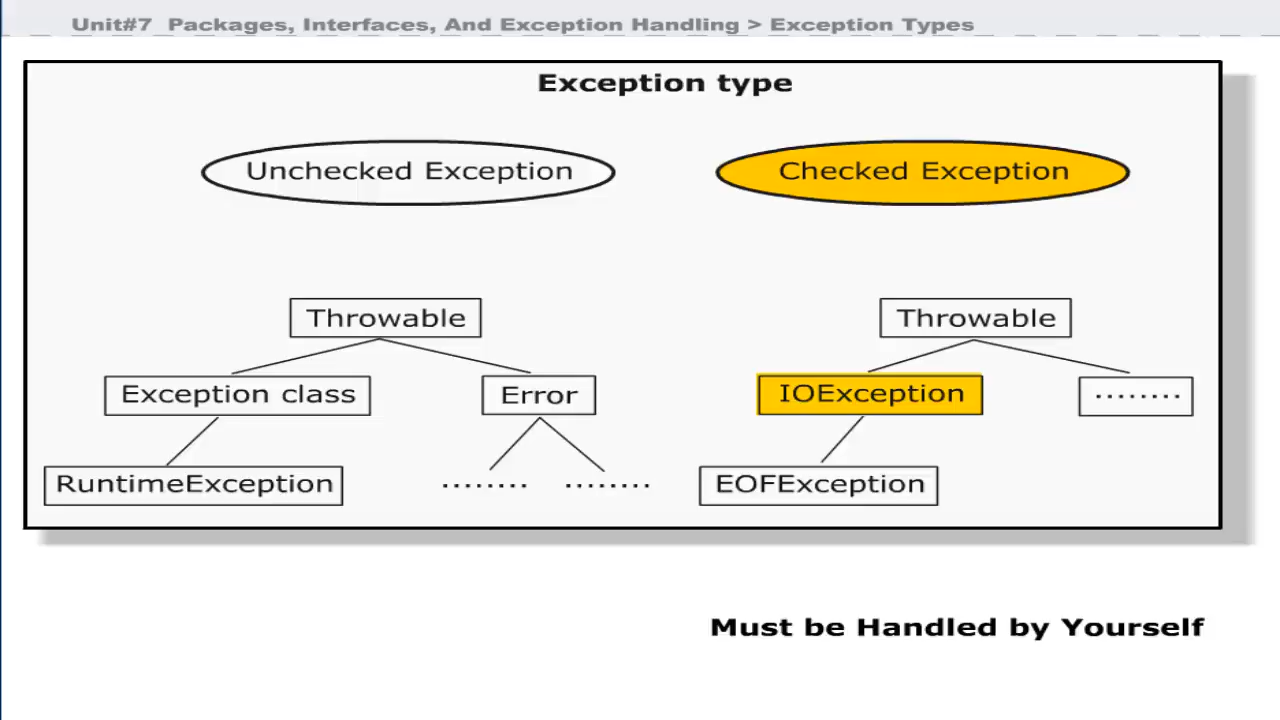 Unit#7 Packages, Interfaces, And Exception Handling > Exception Types
Exception type
Unchecked Exception
Checked Exception
Throwable
Throwable
Exception class
Error
IOException
........
RuntimeException
........ ........
EOFException
Must be Handled by Yourself